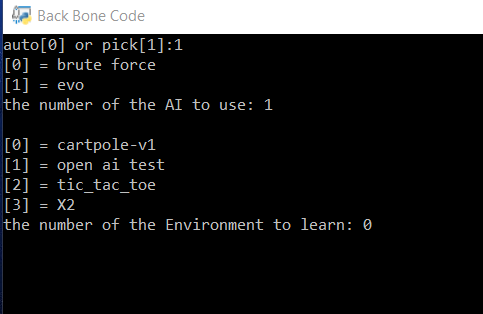 Back Bone Code
auto[0] or pick[1]:1
[0] = brute force
[1] = evo
the number of the AI to use: 1
[0] = cartpole-v1
[1] = open ai test
[2] = tic_tac_toe
[3] = X2
the number of the Environment to learn: 0